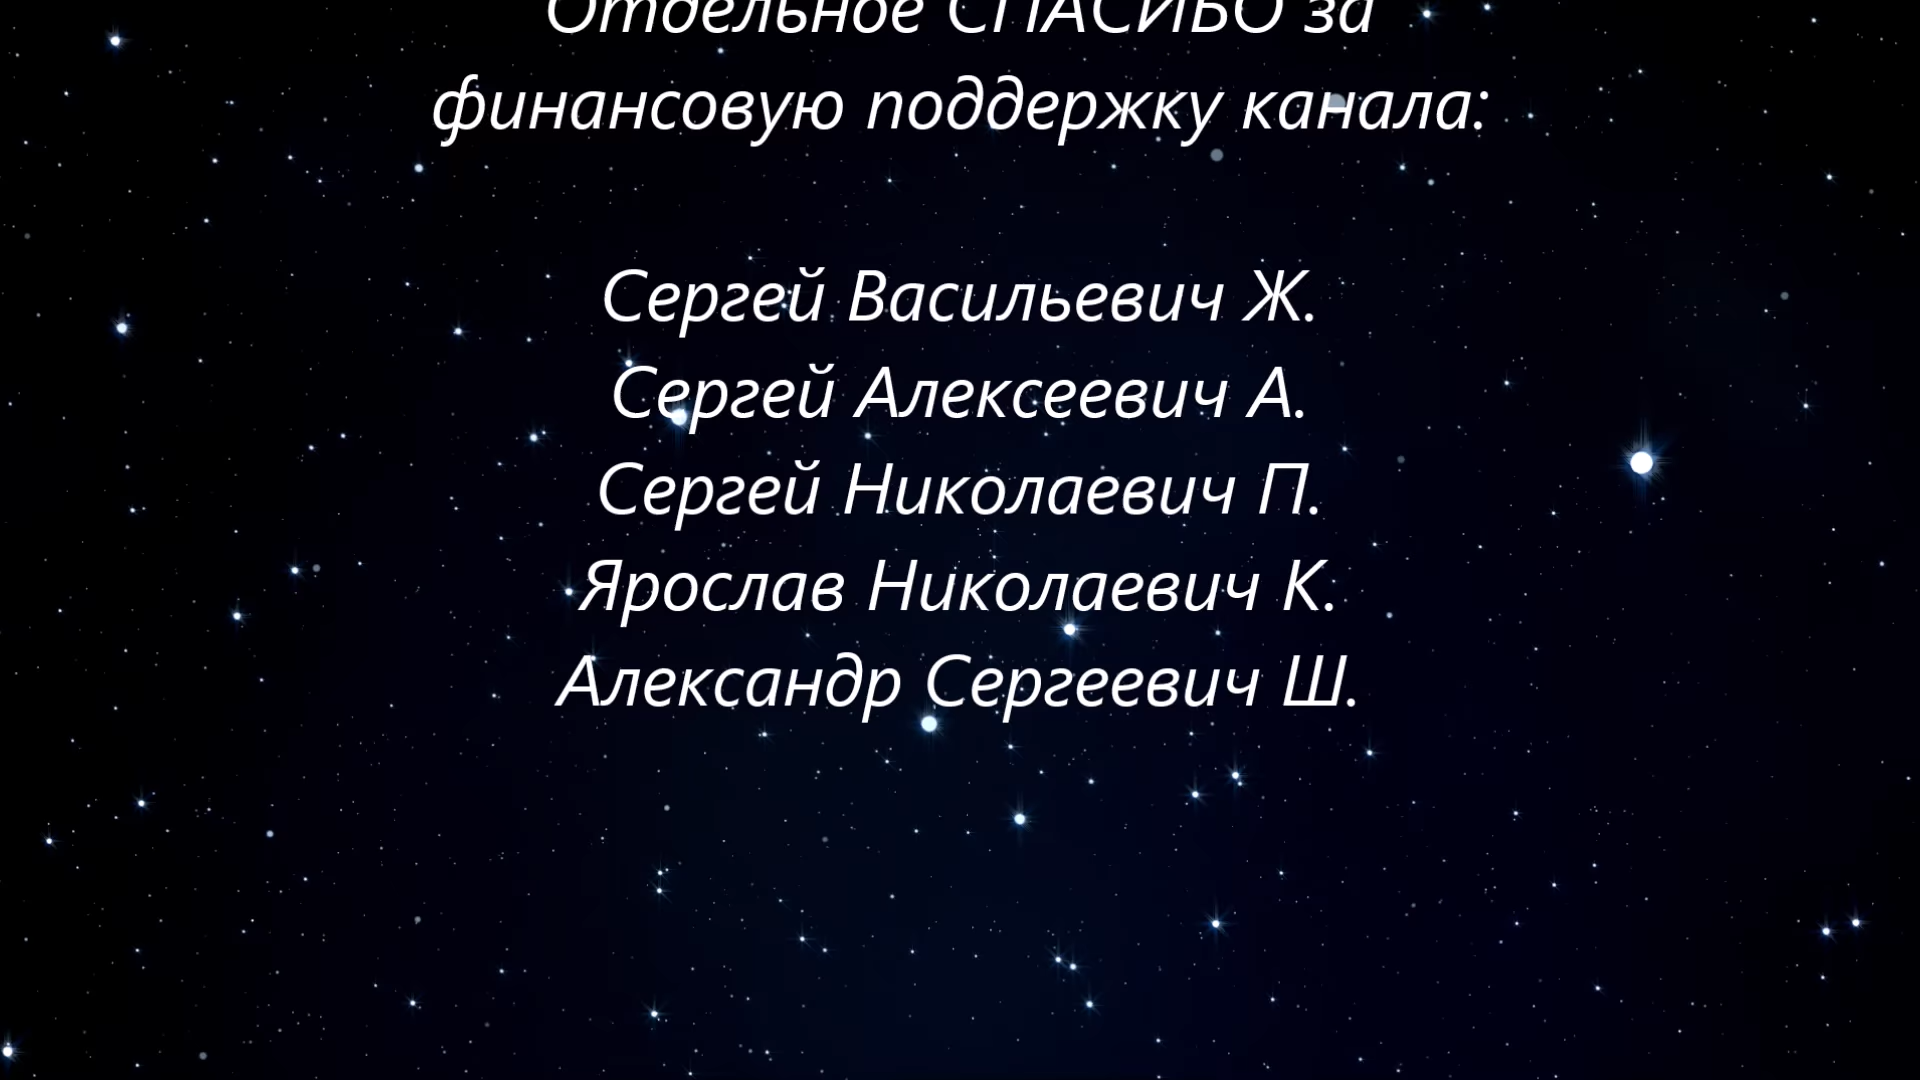 Отдельное СПАСИБО за
финансовую поддержку канала:
Сергей Васильевич Ж.
Сергей Алексеевич А.
Сергей Николаевич П.
Ярослав Николаевич К.
Александр Сергеевич Ш.